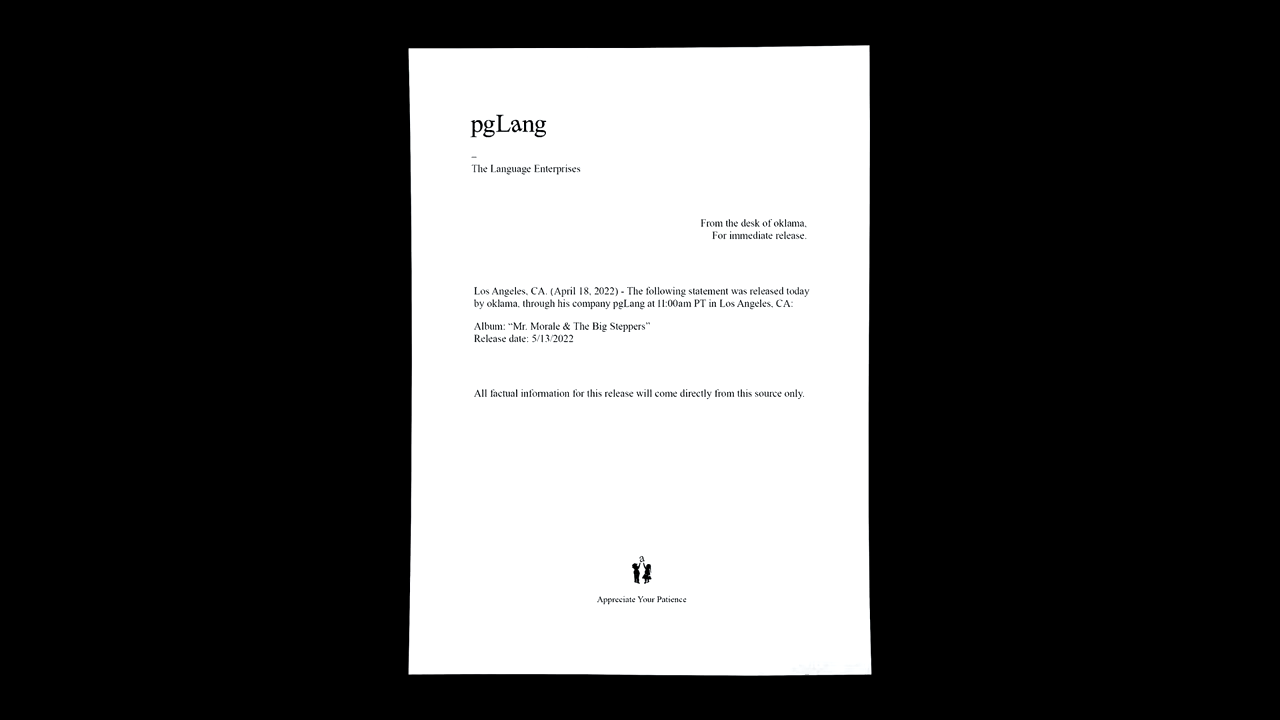 pgLang
–
The Language Enterprises
From the desk of oklama,
For immediate release.
Los Angeles, CA. (April 18, 2022) - The following statement was released today
by oklama, through his company pgLang at 11:00am PT in Los Angeles, CA:
Album: “Mr. Morale & The Big Steppers”
Release date: 5/13/2022
All factual information for this release will come directly from this source only.
a
Appreciate Your Patience